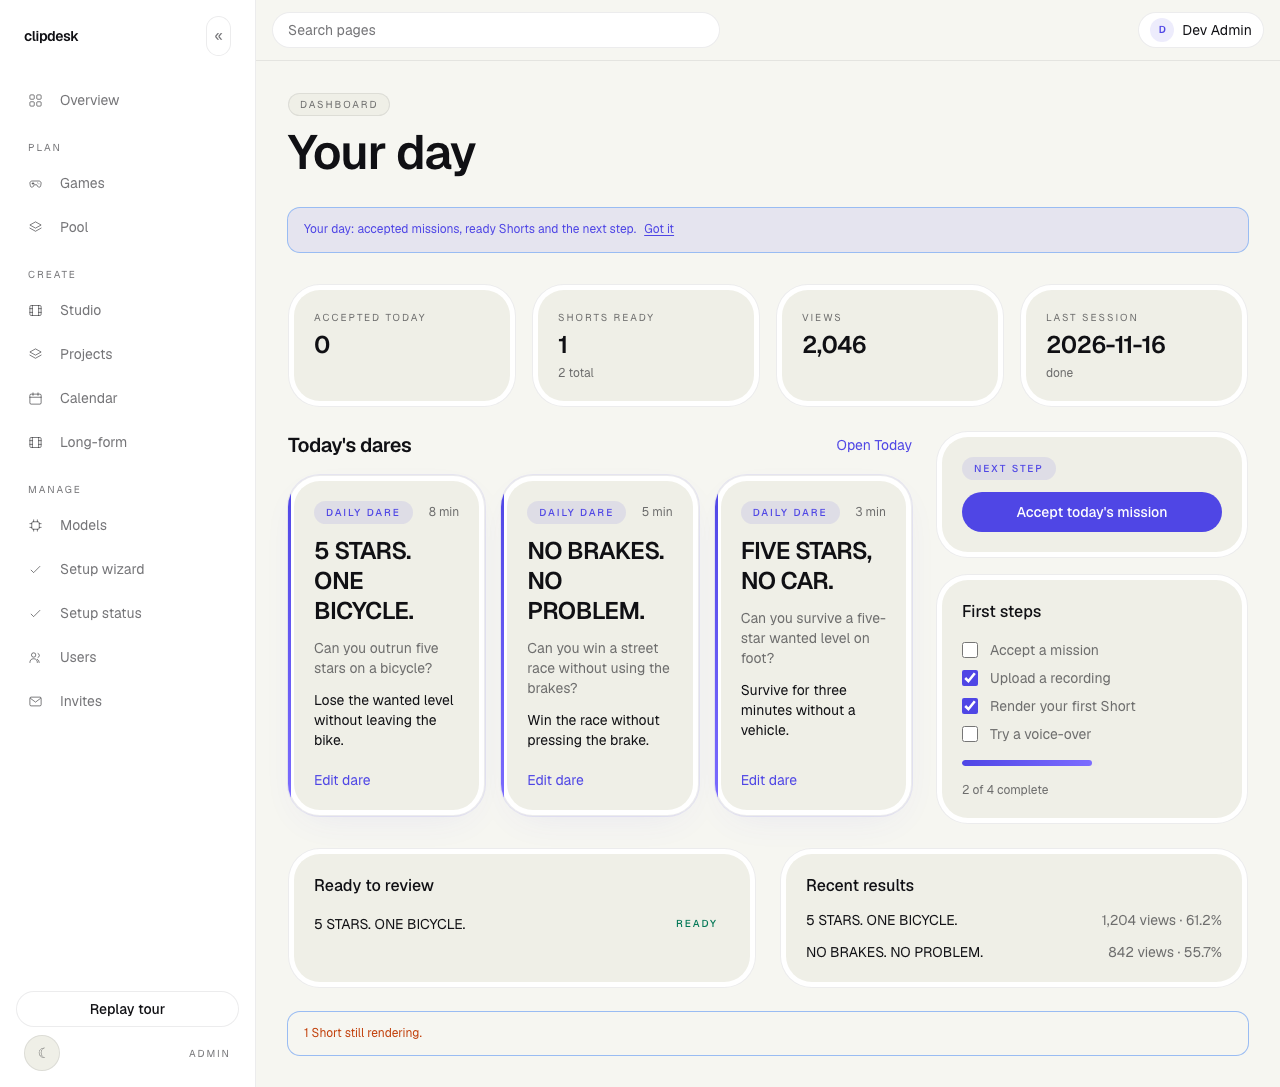 clipdesk
«
Search pages
D
Dev Admin
Overview
PLAN
Games
Pool
CREATE
Studio
Projects
Calendar
Long-form
MANAGE
Models
Setup wizard
Setup status
Users
Invites
Replay tour
ADMIN
DASHBOARD
Your day
Your day: accepted missions, ready Shorts and the next step. Got it
ACCEPTED TODAY
0
SHORTS READY
1
2 total
VIEWS
2,046
LAST SESSION
2026-11-16
done
Today's dares
Open Today
DAILY DARE 8 min
5 STARS.
ONE
BICYCLE.
Can you outrun five
stars on a bicycle?
Lose the wanted level
without leaving the
bike.
Edit dare
DAILY DARE 5 min
NO BRAKES.
NO
PROBLEM.
Can you win a street
race without using the
brakes?
Win the race without
pressing the brake.
Edit dare
DAILY DARE 3 min
FIVE STARS,
NO CAR.
Can you survive a five-
star wanted level on
foot?
Survive for three
minutes without a
vehicle.
Edit dare
NEXT STEP
Accept today's mission
First steps
Accept a mission
Upload a recording
Render your first Short
Try a voice-over
2 of 4 complete
Ready to review
5 STARS. ONE BICYCLE. READY
Recent results
5 STARS. ONE BICYCLE. 1,204 views · 61.2%
NO BRAKES. NO PROBLEM. 842 views · 55.7%
1 Short still rendering.